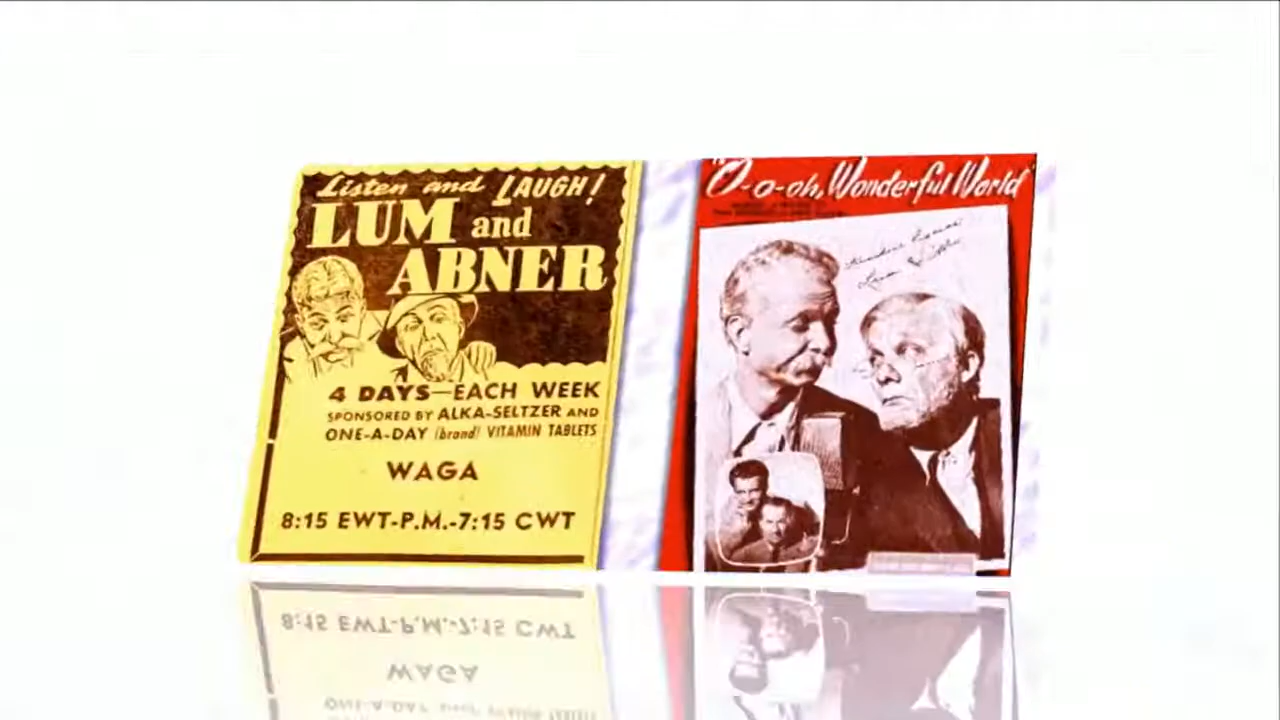 Listen and LAUGH!
LUM and
ABNER
4 DAYS—EACH WEEK
SPONSORED BY ALKA-SELTZER AND
ONE-A-DAY (brand) VITAMIN TABLETS
WAGA
8:15 EWT-P.M.-7:15 CWT
"O-o-oh, Wonderful World